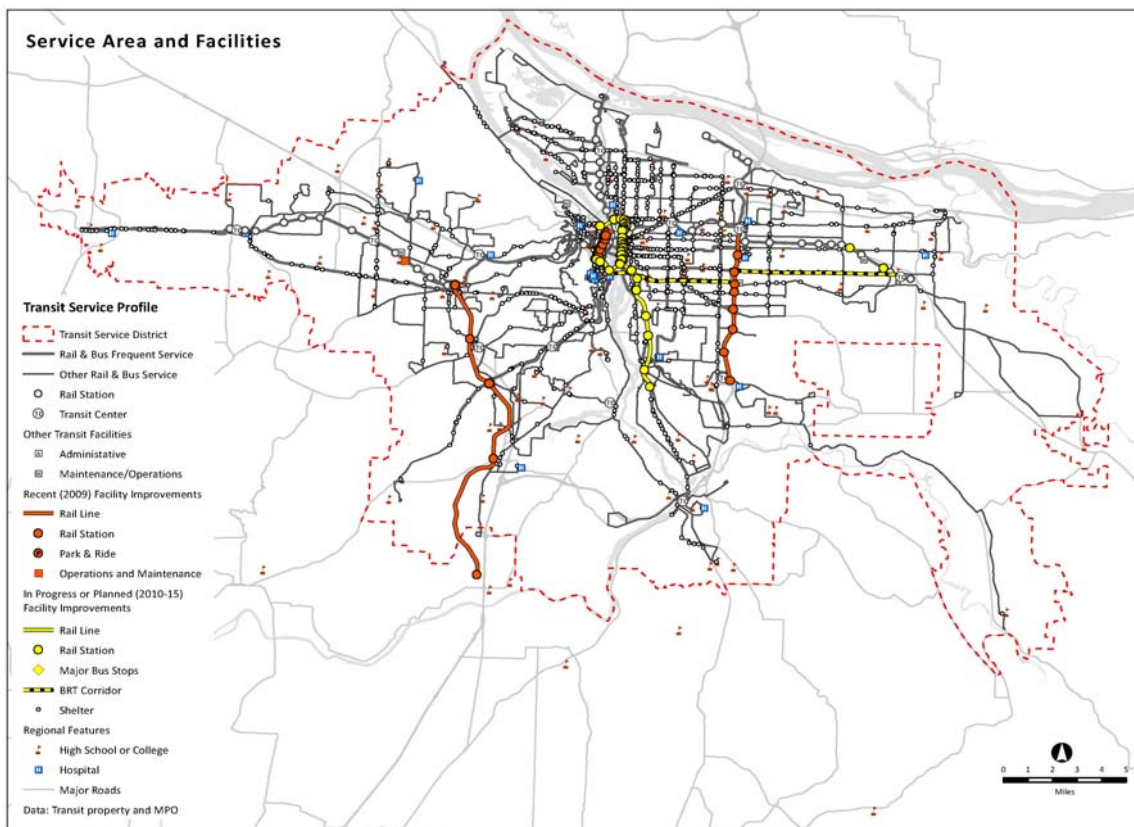 Service Area and Facilities
Transit Service Profile
Transit Service District
Rail & Bus Frequent Service
Other Rail & Bus Service
Rail Station
TC Transit Center
Other Transit Facilities
A Administative
Maintenance/Operations
Recent (2009) Facility Improvements
Rail Line
Rail Station
P Park & Ride
Operations and Maintenance
In Progress or Planned (2010-15)
Facility Improvements
Rail Line
Rail Station
Major Bus Stops
BRT Corridor
Shelter
Regional Features
High School or College
H Hospital
Major Roads
Data: Transit property and MPO
0 1 2 3 4 5
Miles